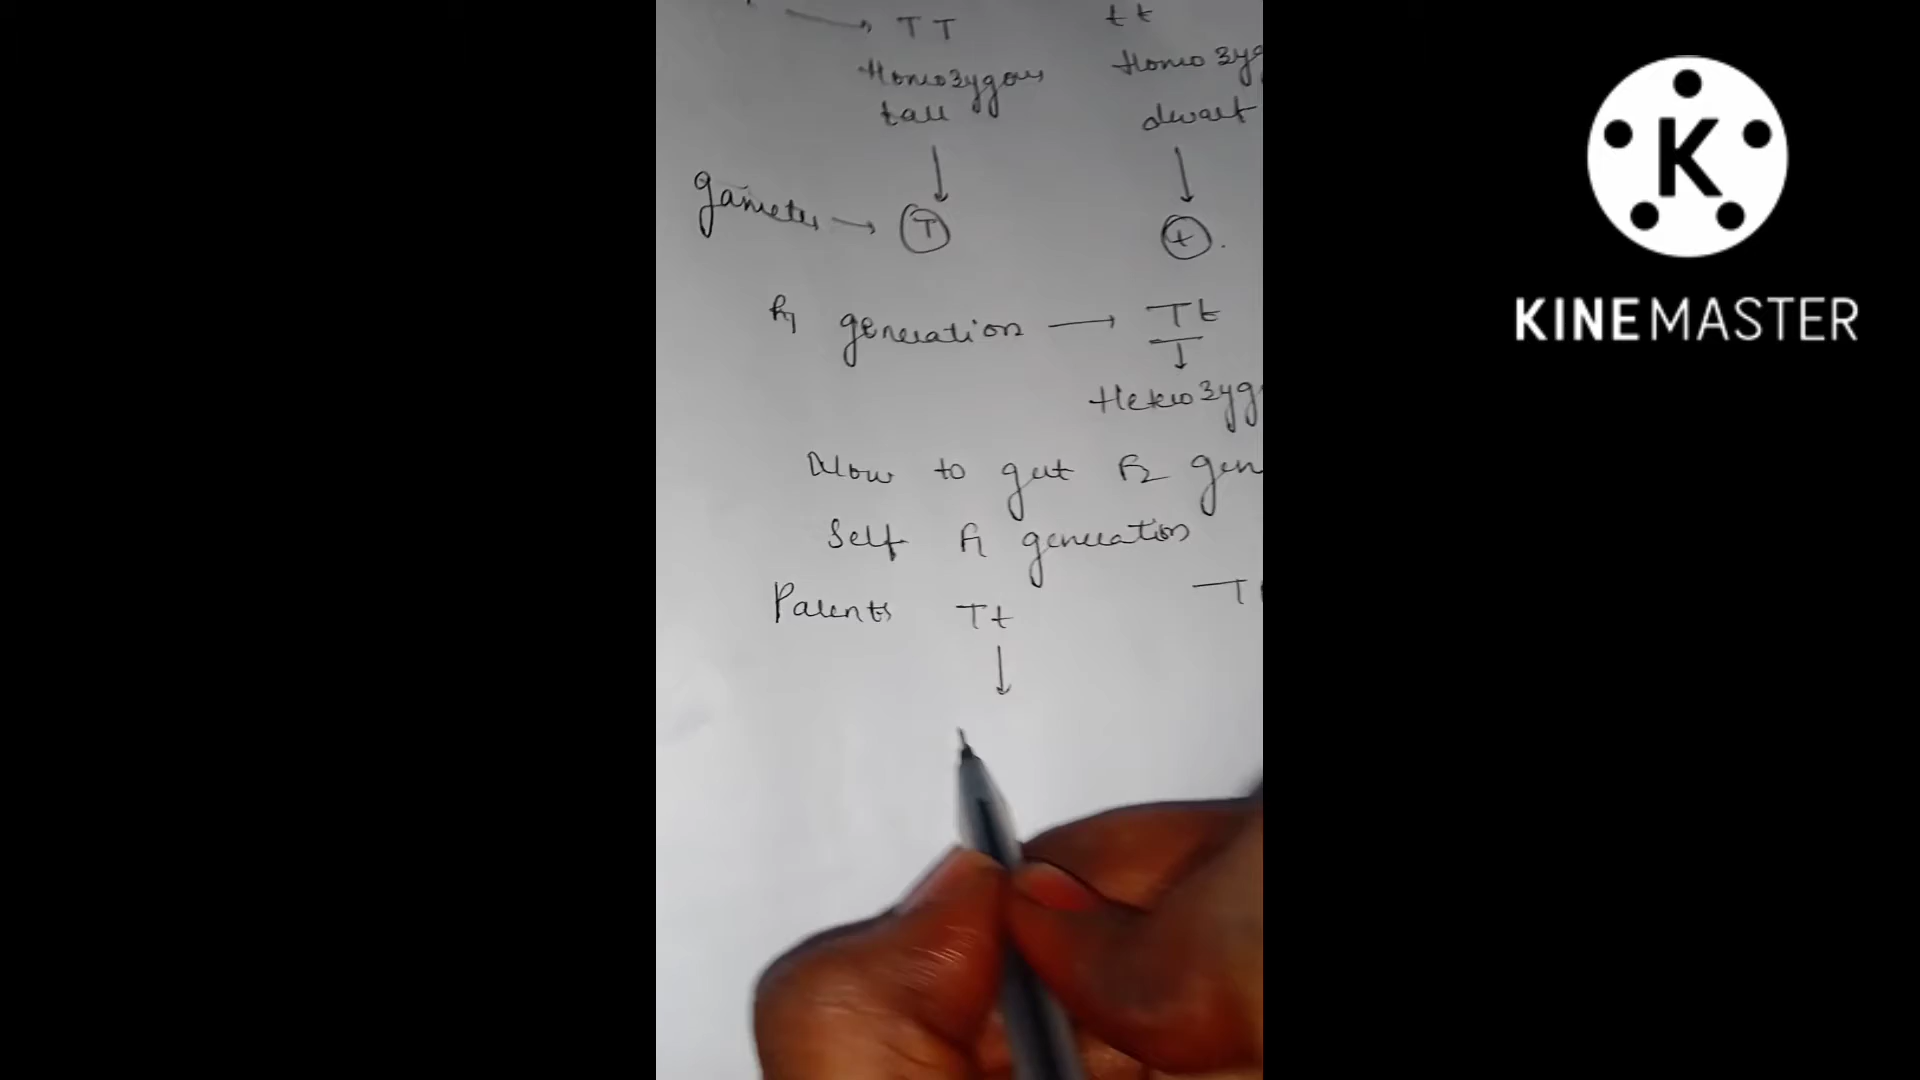 → TT tt
Homozygous Homozyg
tall dwarf
↓ ↓
gametes → T t
F1 generation → Tt
↓
Heterozyg
Now to get F2 gen
Self F1 generation
Parents Tt T
↓
K
KINEMASTER